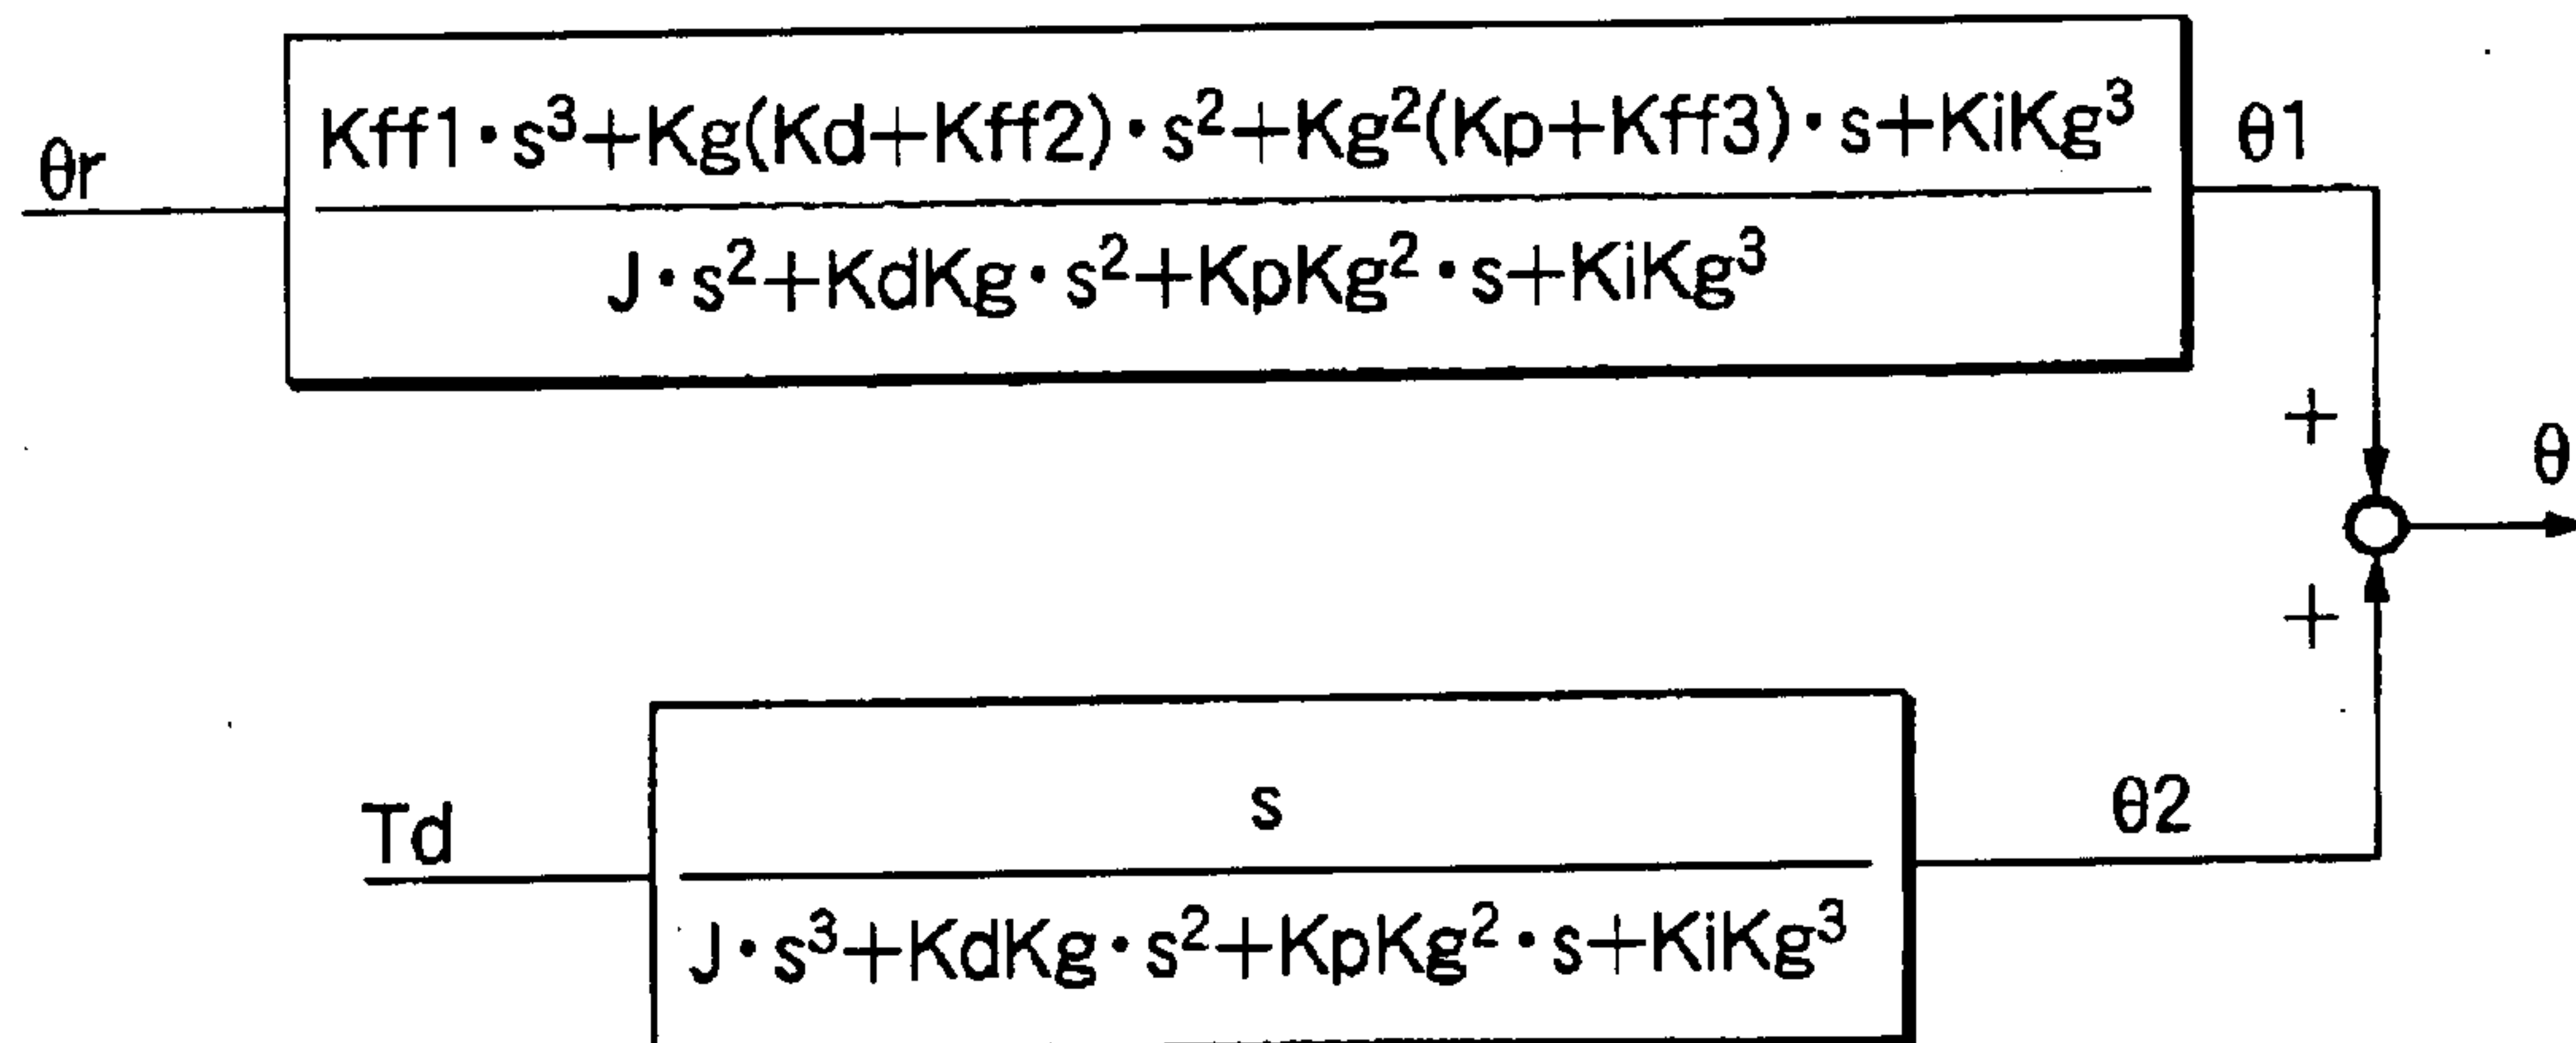 θr
Kff1·s³+Kg(Kd+Kff2)·s²+Kg²(Kp+Kff3)·s+KiKg³
J·s²+KdKg·s²+KpKg²·s+KiKg³
θ1
+
θ
+
Td
s
J·s³+KdKg·s²+KpKg²·s+KiKg³
θ2